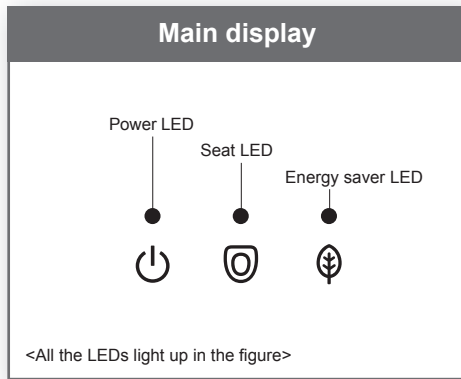 Main display
Power LED
Seat LED
Energy saver LED
<All the LEDs light up in the figure>